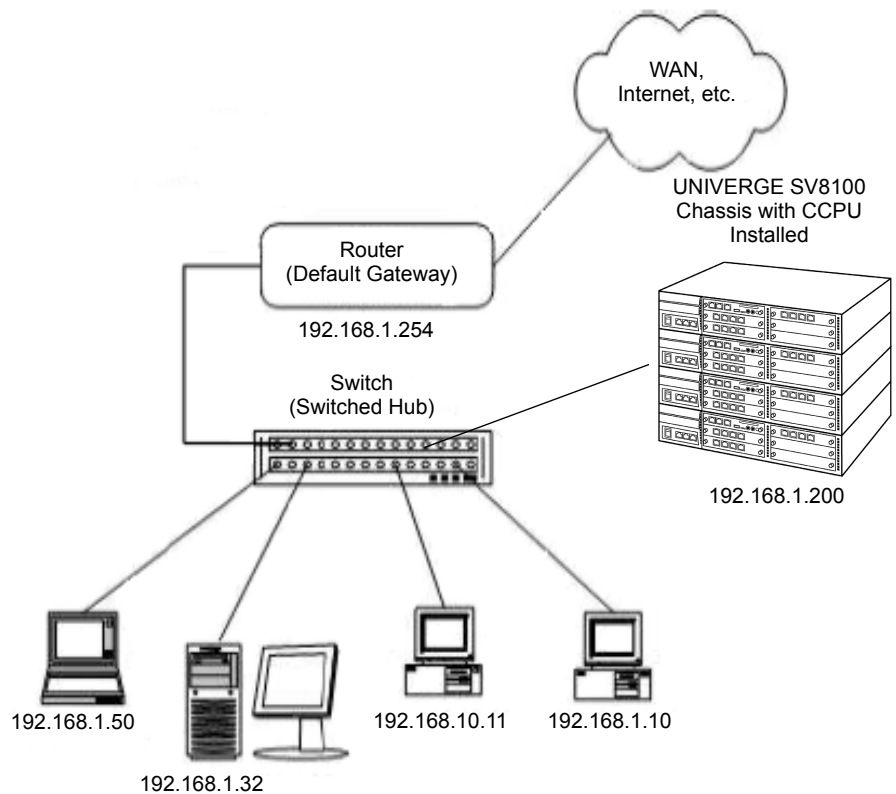 WAN,
Internet, etc.
UNIVERGE SV8100
Chassis with CCPU
Installed
Router
(Default Gateway)
192.168.1.254
Switch
(Switched Hub)
192.168.1.200
192.168.1.50
192.168.10.11
192.168.1.10
192.168.1.32